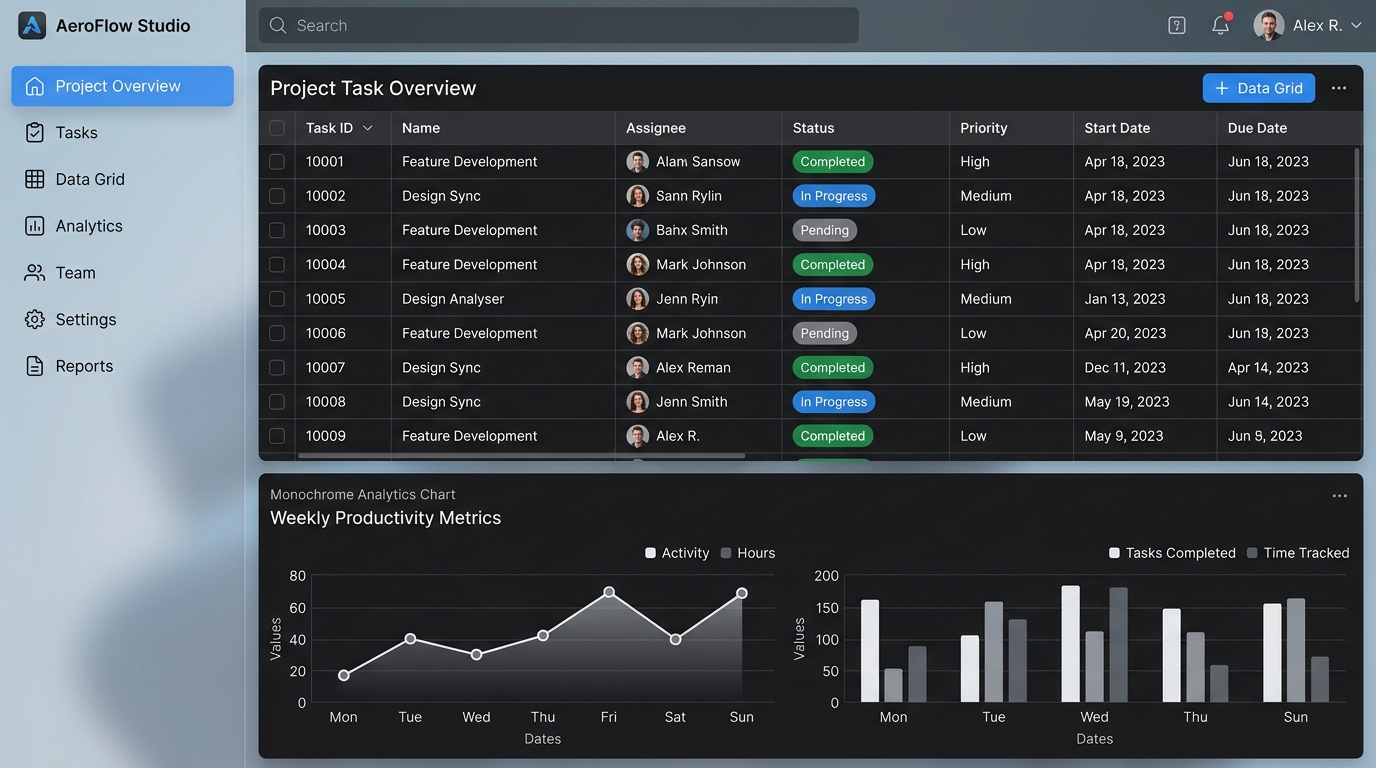 AeroFlow Studio
Search
?
Alex R.
Project Overview
Tasks
Data Grid
Analytics
Team
Settings
Reports
Project Task Overview
+ Data Grid
Task ID Name Assignee Status Priority Start Date Due Date
10001 Feature Development Alam Sansow Completed High Apr 18, 2023 Jun 18, 2023
10002 Design Sync Sann Rylin In Progress Medium Apr 18, 2023 Jun 18, 2023
10003 Feature Development Bahx Smith Pending Low Apr 18, 2023 Jun 18, 2023
10004 Feature Development Mark Johnson Completed High Apr 18, 2023 Jun 18, 2023
10005 Design Analyser Jenn Ryin In Progress Medium Jan 13, 2023 Jun 18, 2023
10006 Feature Development Mark Johnson Pending Low Apr 20, 2023 Jun 18, 2023
10007 Design Sync Alex Reman Completed High Dec 11, 2023 Apr 14, 2023
10008 Design Sync Jenn Smith In Progress Medium May 19, 2023 Jun 14, 2023
10009 Feature Development Alex R. Completed Low May 9, 2023 Jun 8, 2023
Monochrome Analytics Chart
Weekly Productivity Metrics
Activity Hours
80
60
40
20
0
Values
Mon Tue Wed Thu Fri Sat Sun
Dates
Tasks Completed Time Tracked
200
150
100
50
0
Values
Mon Tue Wed Thu Sun
Dates